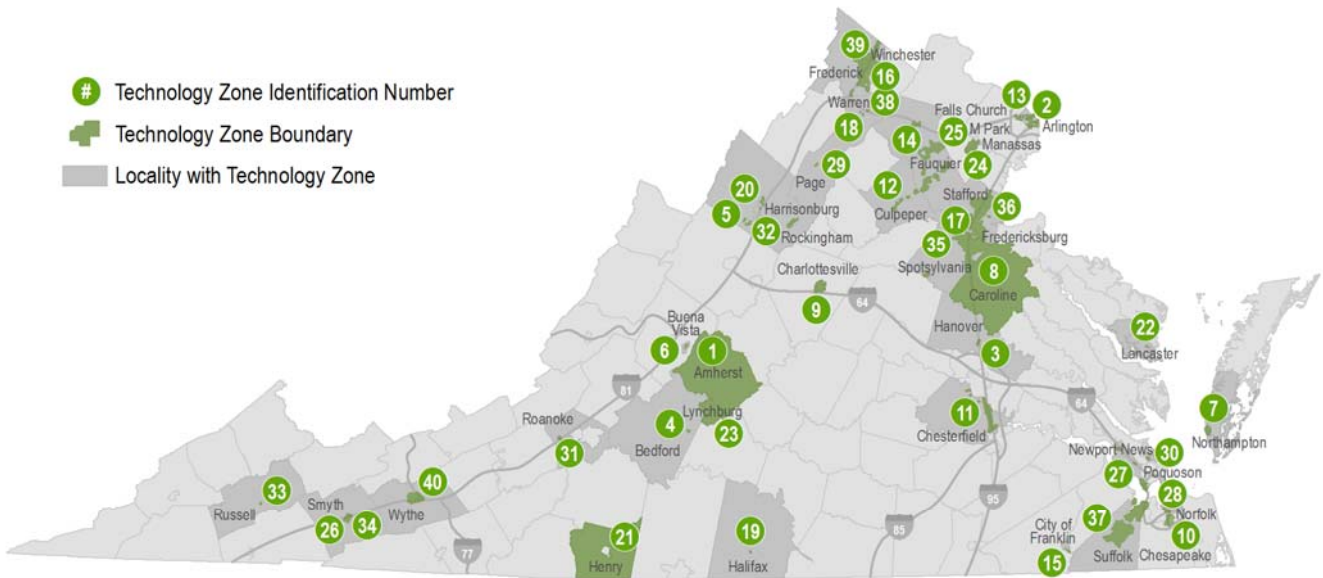 # Technology Zone Identification Number
Technology Zone Boundary
Locality with Technology Zone
39
Winchester
Frederick
16
Warren
38
Falls Church
13
2
Arlington
18
14
25
M Park
Manassas
Fauquier
24
29
Page
12
Culpeper
Stafford
36
20
Harrisonburg
5
32
Rockingham
17
Fredericksburg
35
Spotsylvania
8
Caroline
Charlottesville
9
64
Hanover
3
22
Lancaster
Buena
Vista
6
1
Amherst
81
Lynchburg
4
23
Bedford
Roanoke
31
11
Chesterfield
64
7
Northampton
Newport News
30
Poquoson
27
28
Norfolk
37
10
Chesapeake
Suffolk
City of
Franklin
15
95
85
33
Russell
Smyth
26
34
40
Wythe
77
21
Henry
19
Halifax